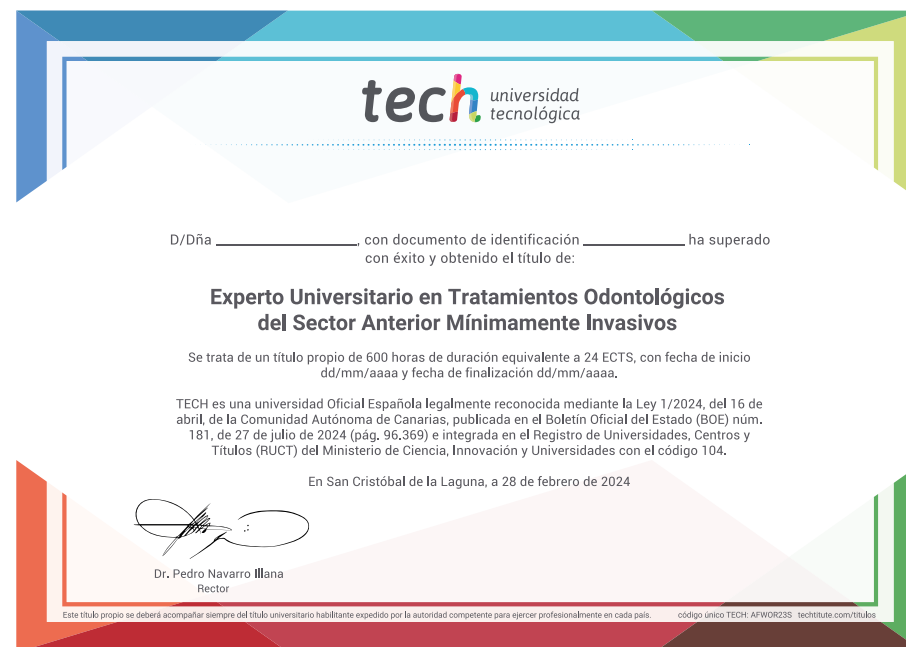 tech universidad
tecnológica
D/Dña ____________, con documento de identificación ____________ ha superado
con éxito y obtenido el título de:
Experto Universitario en Tratamientos Odontológicos
del Sector Anterior Mínimamente Invasivos
Se trata de un título propio de 600 horas de duración equivalente a 24 ECTS, con fecha de inicio
dd/mm/aaaa y fecha de finalización dd/mm/aaaa.
TECH es una universidad Oficial Española legalmente reconocida mediante la Ley 1/2024, del 16 de
abril, de la Comunidad Autónoma de Canarias, publicada en el Boletín Oficial del Estado (BOE) núm.
181, de 27 de julio de 2024 (pág. 96.369) e integrada en el Registro de Universidades, Centros y
Títulos (RUCT) del Ministerio de Ciencia, Innovación y Universidades con el código 104.
En San Cristóbal de la Laguna, a 28 de febrero de 2024
Dr. Pedro Navarro Illana
Rector
Este título propio se deberá acompañar siempre del título universitario habilitante expedido por la autoridad competente para ejercer profesionalmente en cada país. código único TECH: AFWOR23S techtitute.com/titulos